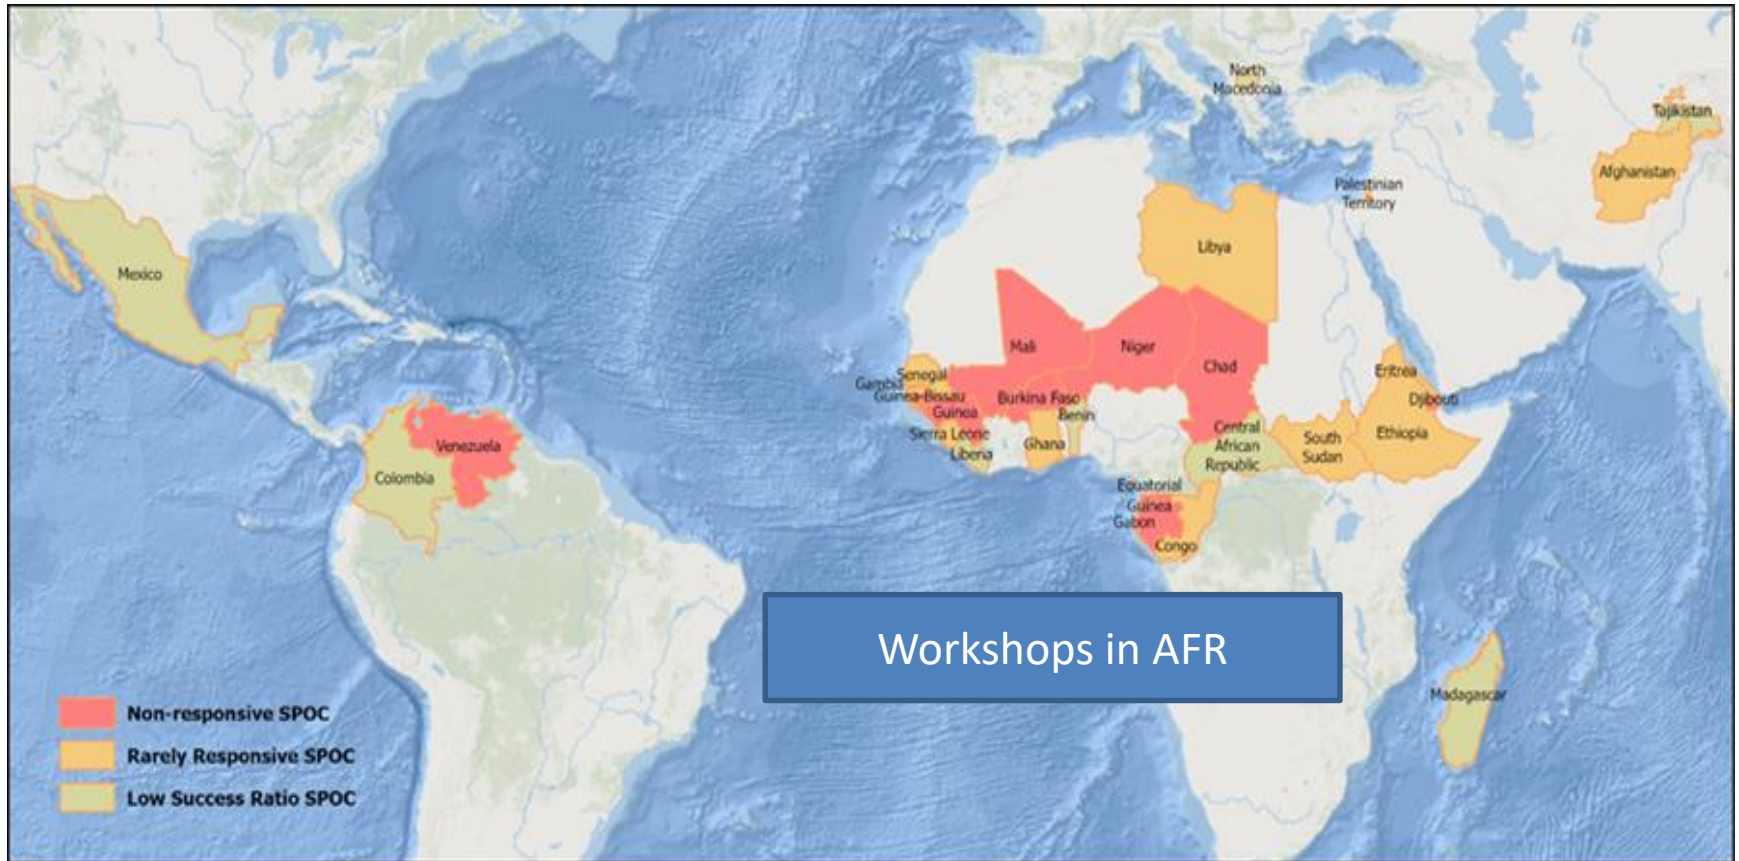 North
Macedonia
Tajikistan
Afghanistan
Palestinian
Territory
Libya
Mexico
Mali
Niger
Chad
Senegal
Gambia
Guinea-Bissau
Guinea
Burkina Faso
Benin
Sierra Leone
Ghana
Liberia
Eritrea
Djibouti
Ethiopia
South
Sudan
Central
African
Republic
Venezuela
Colombia
Equatorial
Guinea
Gabon
Congo
Workshops in AFR
Madagascar
Non-responsive SPOC
Rarely Responsive SPOC
Low Success Ratio SPOC